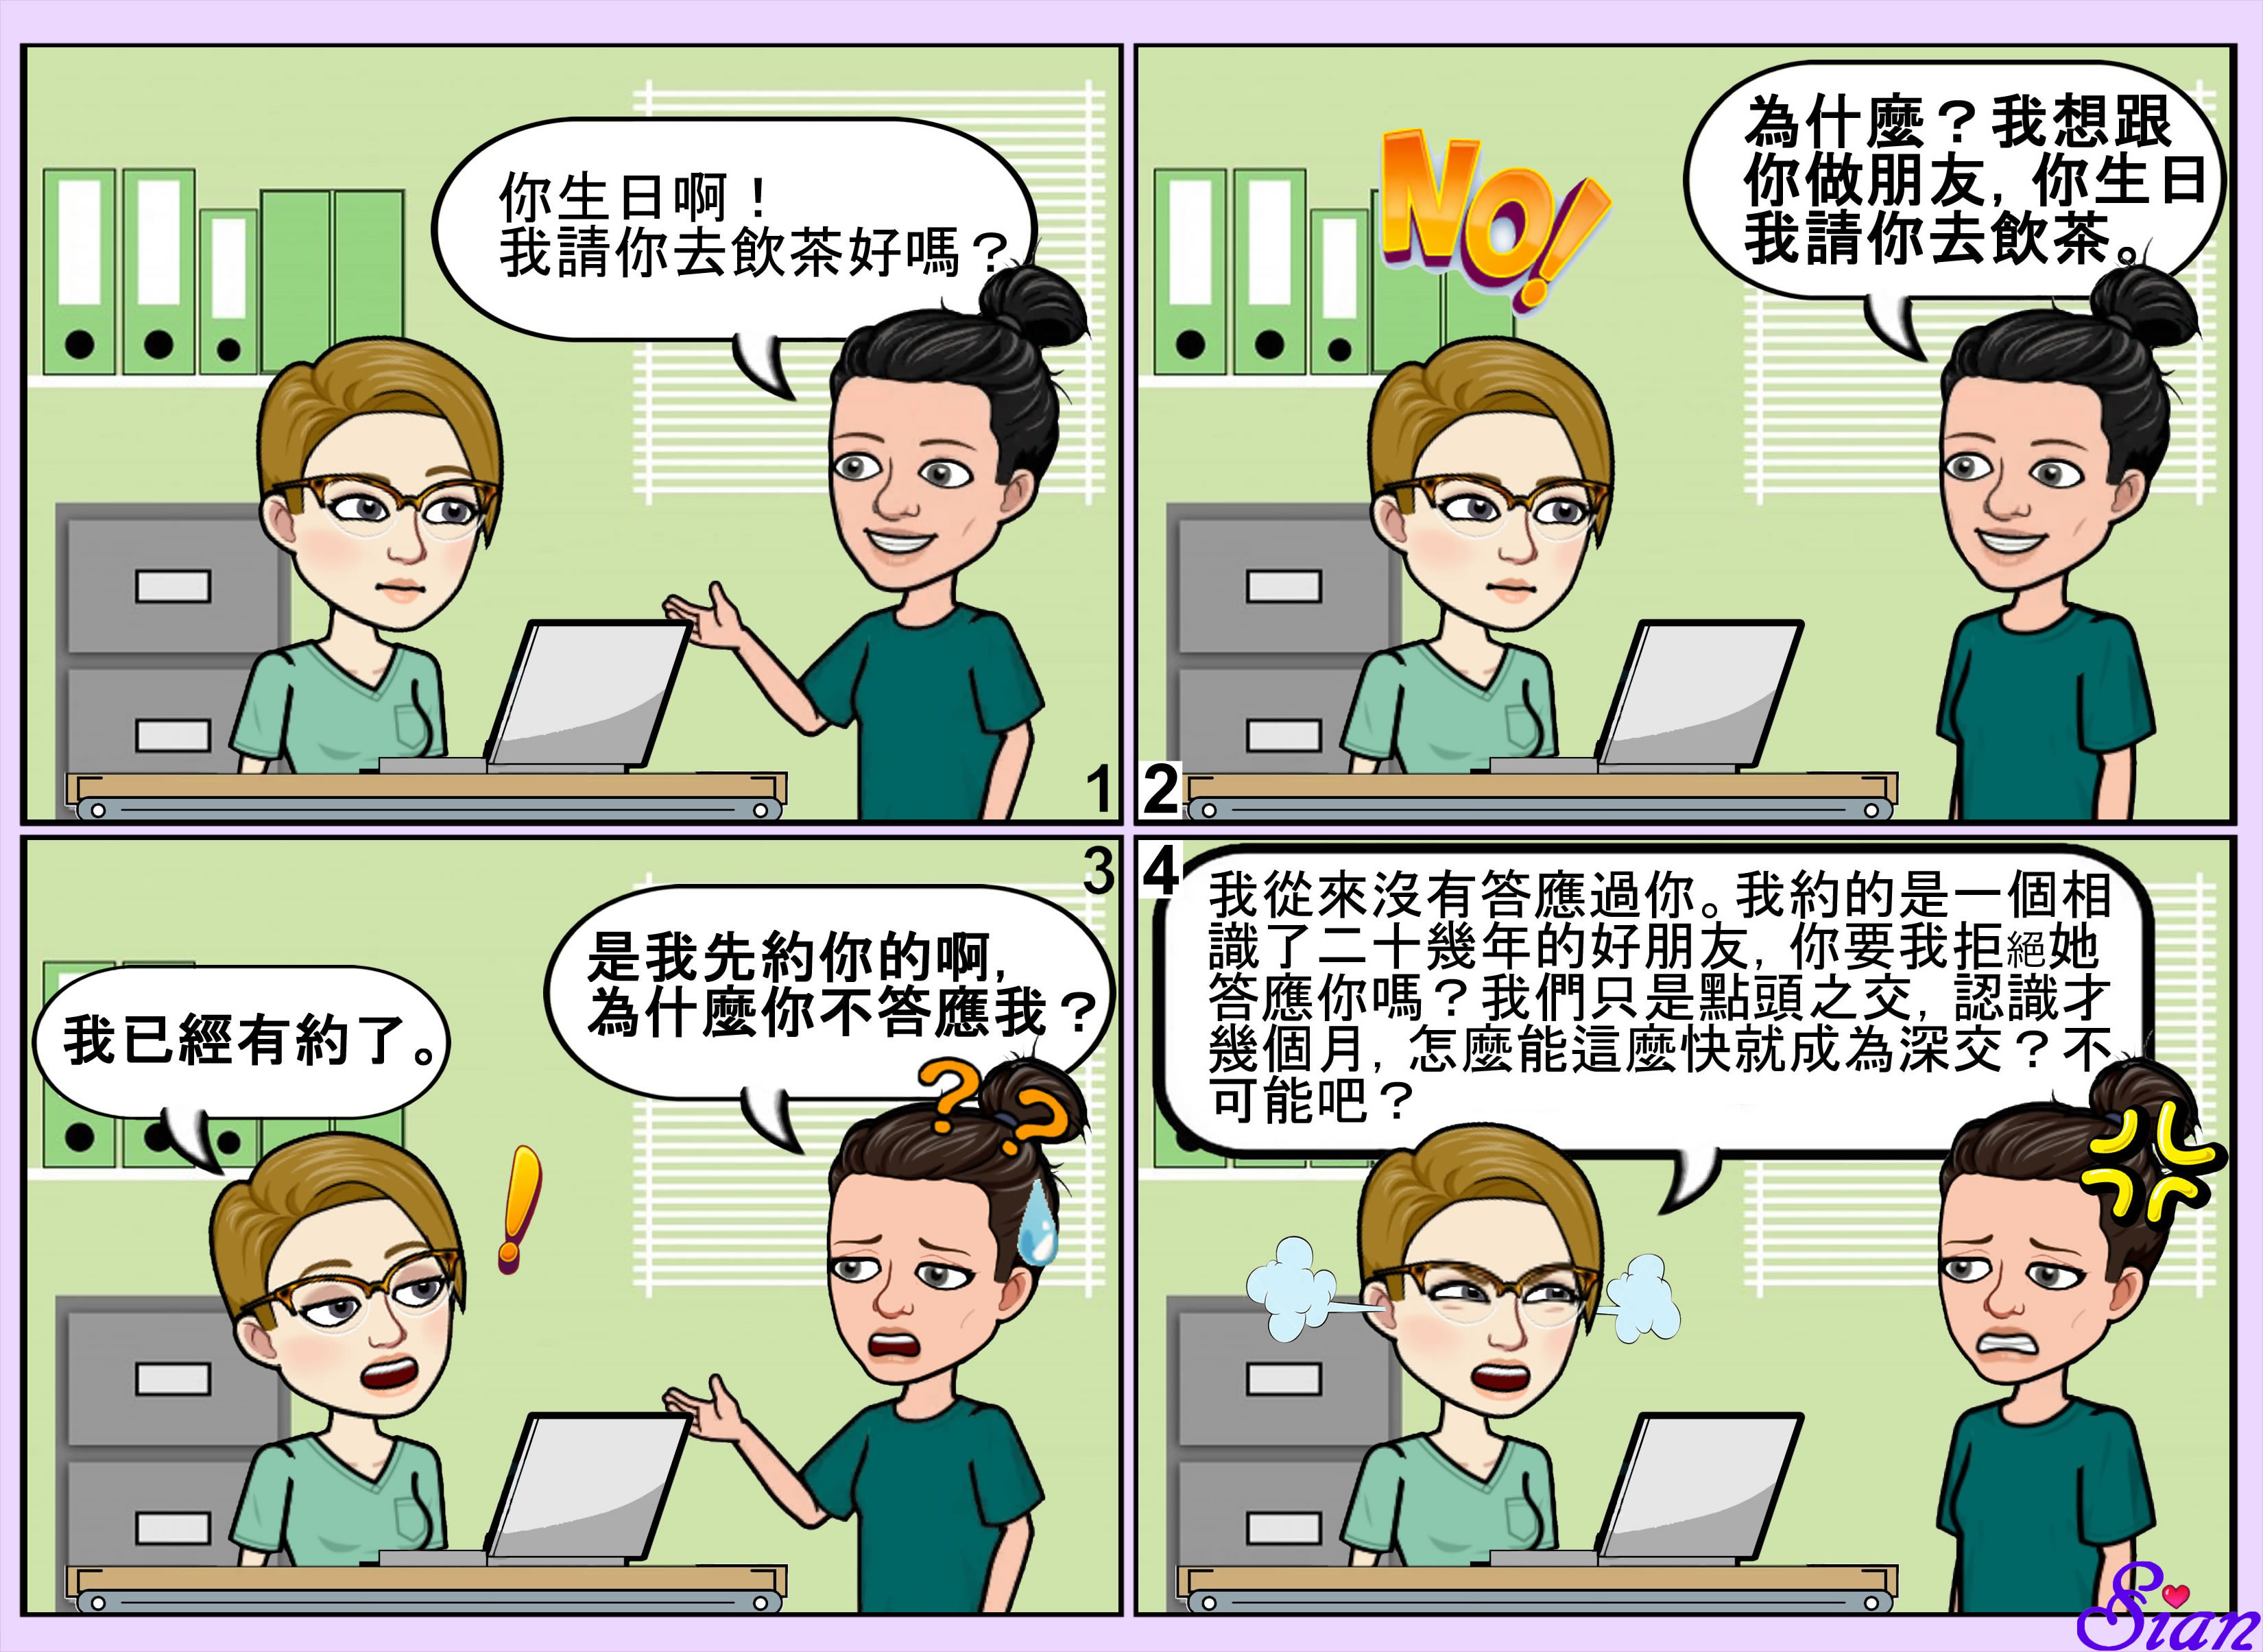 你生日啊！
我請你去飲茶好嗎？
1
NO!
為什麼？我想跟
你做朋友，你生日
我請你去飲茶。
2
3
我已經有約了。
是我先約你的啊，
為什麼你不答應我？
4
我從來沒有答應過你。我約的是一個相
識了二十幾年的好朋友，你要我拒絕她
答應你嗎？我們只是點頭之交，認識才
幾個月，怎麼能這麼快就成為深交？不
可能吧？
Sian